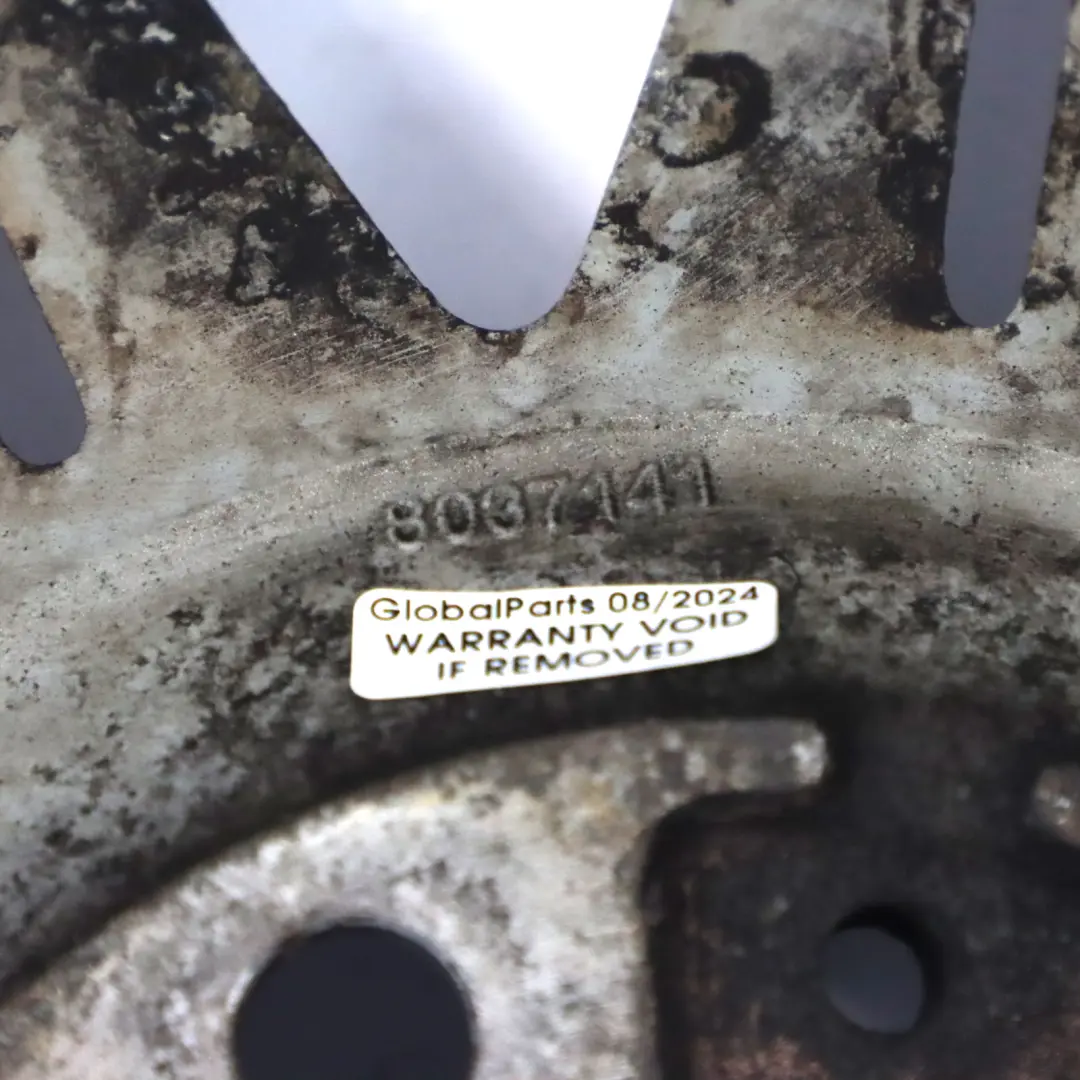 8037141
GlobalParts 08/2024
WARRANTY VOID
IF REMOVED